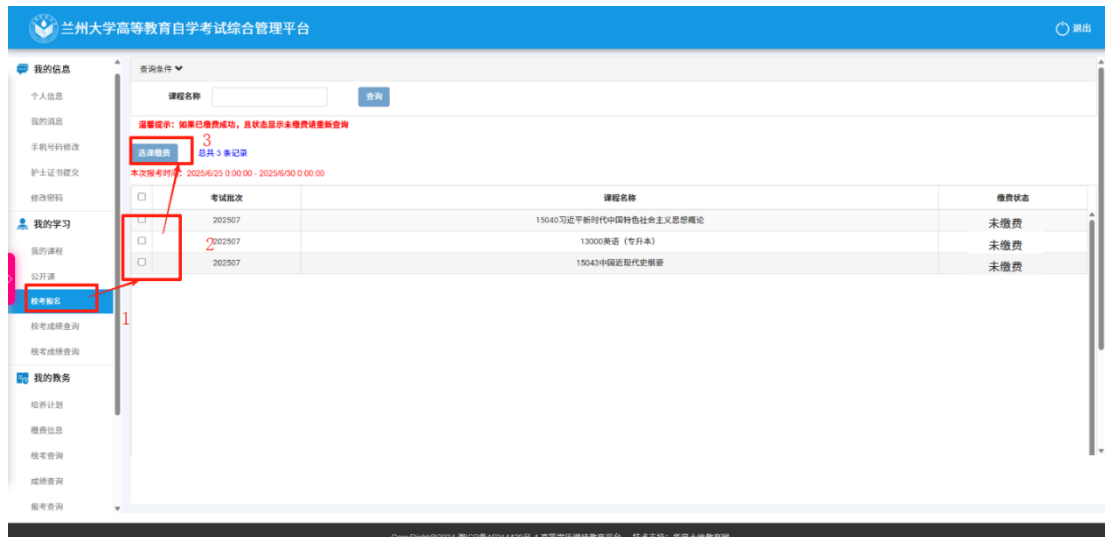 兰州大学高等教育自学考试综合管理平台
退出
我的信息
个人信息
我的消息
手机号码修改
护士证书提交
修改密码
我的学习
我的课程
公开课
校考报名
校考成绩查询
统考成绩查询
我的教务
培养计划
缴费信息
统考查询
成绩查询
报考查询
查询条件
课程名称
查询
温馨提示：如果已缴费成功，且状态显示未缴费请重新查询
选课缴费
3
总共 3 条记录
本次报考时间：2025/6/25 0:00:00 - 2025/6/30 0:00:00
考试批次 课程名称 缴费状态
202507 15040习近平新时代中国特色社会主义思想概论 未缴费
2
202507 13000英语（专升本） 未缴费
202507 15043中国近现代史纲要 未缴费
1